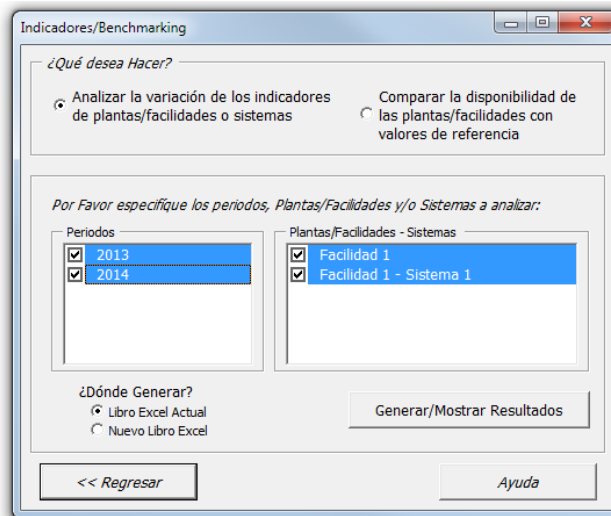 Indicadores/Benchmarking
¿Qué desea Hacer?
Analizar la variación de los indicadores
de plantas/facilidades o sistemas
Comparar la disponibilidad de
las plantas/facilidades con
valores de referencia
Por Favor especifíque los periodos, Plantas/Facilidades y/o Sistemas a analizar:
Periodos
2013
2014
Plantas/Facilidades - Sistemas
Facilidad 1
Facilidad 1 - Sistema 1
¿Dónde Generar?
Libro Excel Actual
Nuevo Libro Excel
Generar/Mostrar Resultados
<< Regresar
Ayuda